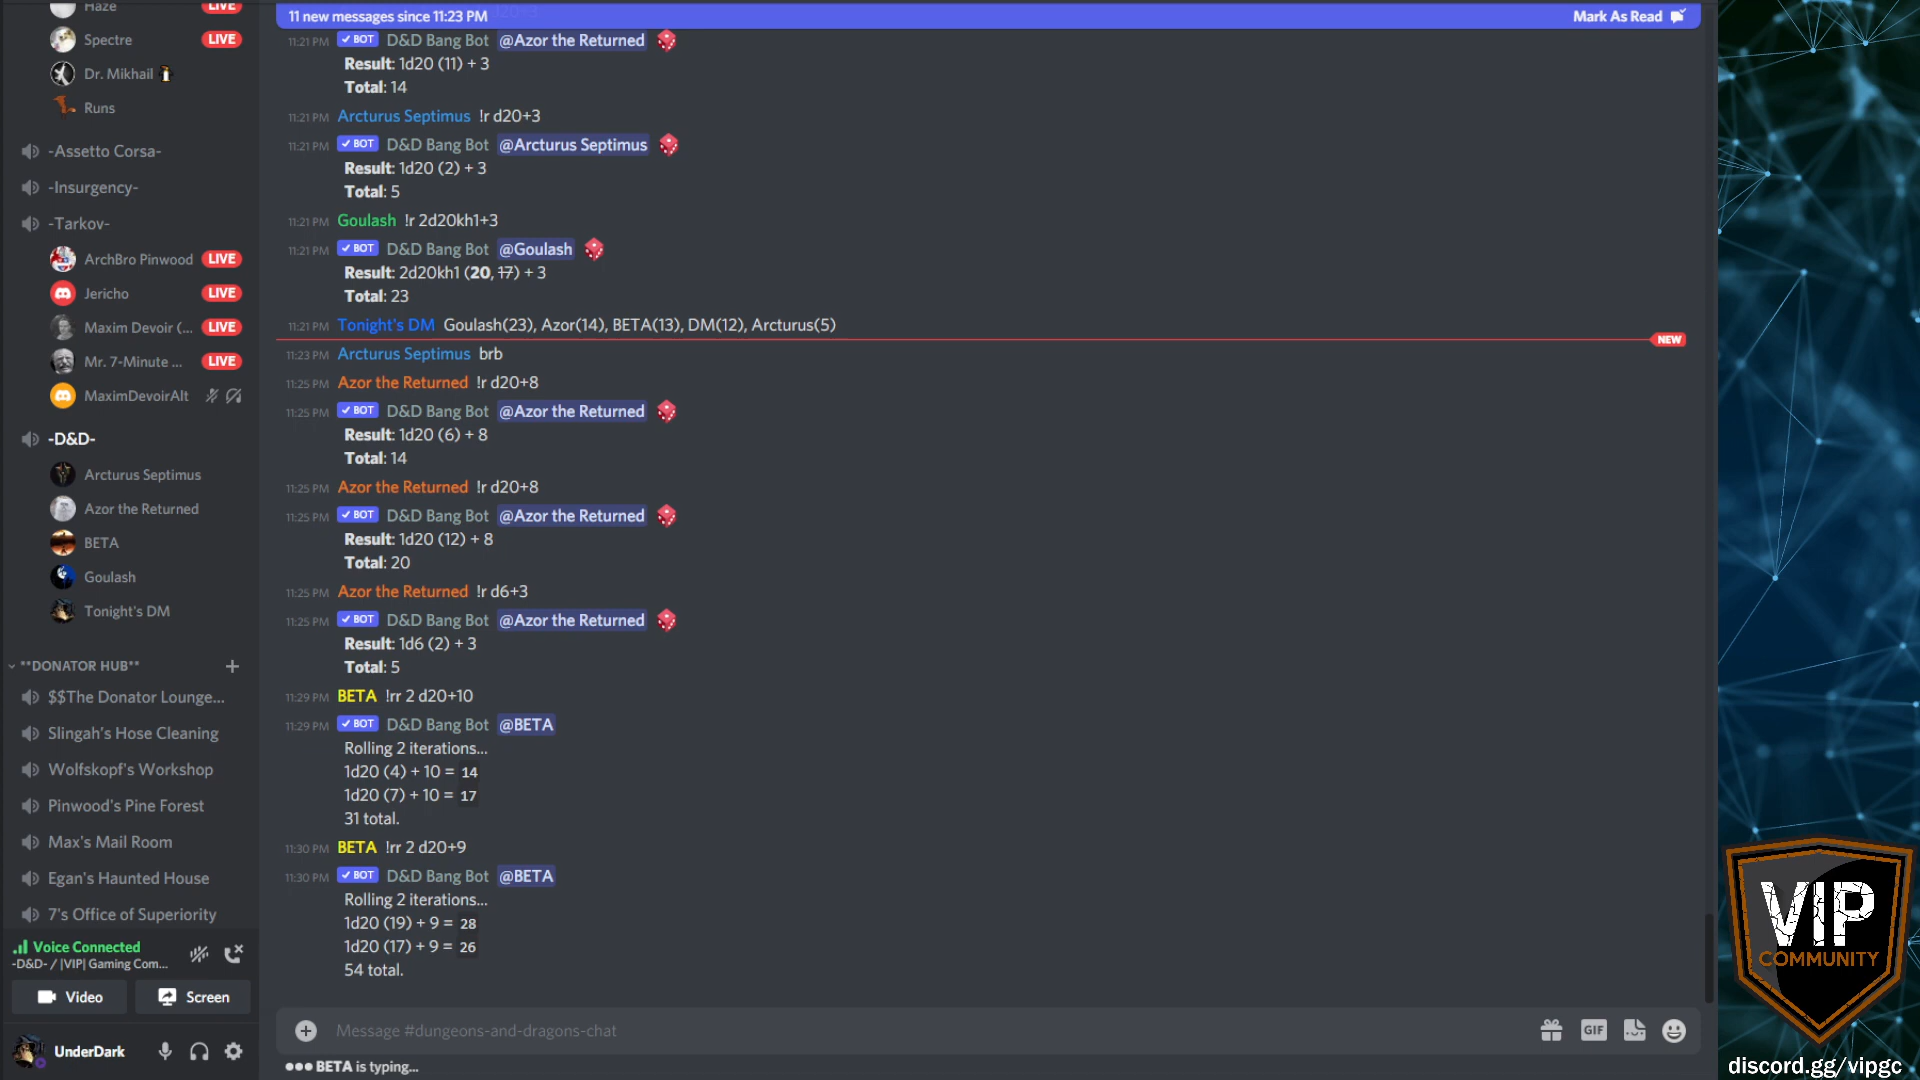 Haze LIVE
Spectre LIVE
Dr. Mikhail
Runs
-Assetto Corsa-
-Insurgency-
-Tarkov-
ArchBro Pinwood LIVE
Jericho LIVE
Maxim Devoir (... LIVE
Mr. 7-Minute ... LIVE
MaximDevoirAlt
-D&D-
Arcturus Septimus
Azor the Returned
BETA
Goulash
Tonight's DM
**DONATOR HUB**
$$The Donator Lounge...
Slingah's Hose Cleaning
Wolfskopf's Workshop
Pinwood's Pine Forest
Max's Mail Room
Egan's Haunted House
7's Office of Superiority
Voice Connected
-D&D- / |VIP| Gaming Com...
Video Screen
UnderDark
11 new messages since 11:23 PM Mark As Read
11:21 PM BOT D&D Bang Bot @Azor the Returned
Result: 1d20 (11) + 3
Total: 14
11:21 PM Arcturus Septimus !r d20+3
11:21 PM BOT D&D Bang Bot @Arcturus Septimus
Result: 1d20 (2) + 3
Total: 5
11:21 PM Goulash !r 2d20kh1+3
11:21 PM BOT D&D Bang Bot @Goulash
Result: 2d20kh1 (20, 17) + 3
Total: 23
11:21 PM Tonight's DM Goulash(23), Azor(14), BETA(13), DM(12), Arcturus(5)
NEW
11:23 PM Arcturus Septimus brb
11:25 PM Azor the Returned !r d20+8
11:25 PM BOT D&D Bang Bot @Azor the Returned
Result: 1d20 (6) + 8
Total: 14
11:25 PM Azor the Returned !r d20+8
11:25 PM BOT D&D Bang Bot @Azor the Returned
Result: 1d20 (12) + 8
Total: 20
11:25 PM Azor the Returned !r d6+3
11:25 PM BOT D&D Bang Bot @Azor the Returned
Result: 1d6 (2) + 3
Total: 5
11:29 PM BETA !rr 2 d20+10
11:29 PM BOT D&D Bang Bot @BETA
Rolling 2 iterations...
1d20 (4) + 10 = 14
1d20 (7) + 10 = 17
31 total.
11:30 PM BETA !rr 2 d20+9
11:30 PM BOT D&D Bang Bot @BETA
Rolling 2 iterations...
1d20 (19) + 9 = 28
1d20 (17) + 9 = 26
54 total.
Message #dungeons-and-dragons-chat
GIF
BETA is typing...
VIP
COMMUNITY
discord.gg/vipgc